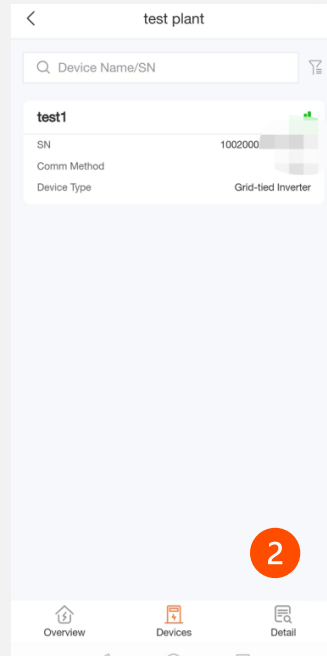 test plant
Device Name/SN
test1
SN 1002000
Comm Method
Device Type Grid-tied Inverter
2
Overview Devices Detail